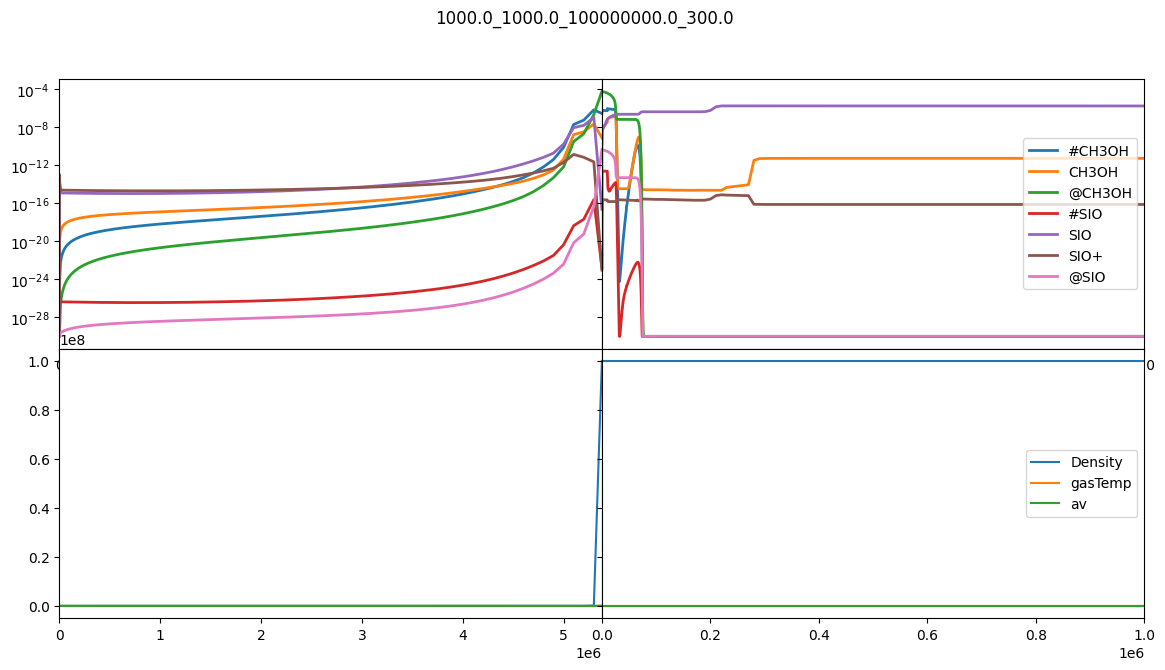 1000.0_1000.0_100000000.0_300.0
10⁻⁴
10⁻⁸
10⁻¹²
10⁻¹⁶
10⁻²⁰
10⁻²⁴
10⁻²⁸
#CH3OH
CH3OH
@CH3OH
#SIO
SIO
SIO+
@SIO
1e8
0
1.0
0.8
0.6
0.4
0.2
0.0
Density
gasTemp
av
0 1 2 3 4 5
1e6
0.0 0.2 0.4 0.6 0.8 1.0
1e6